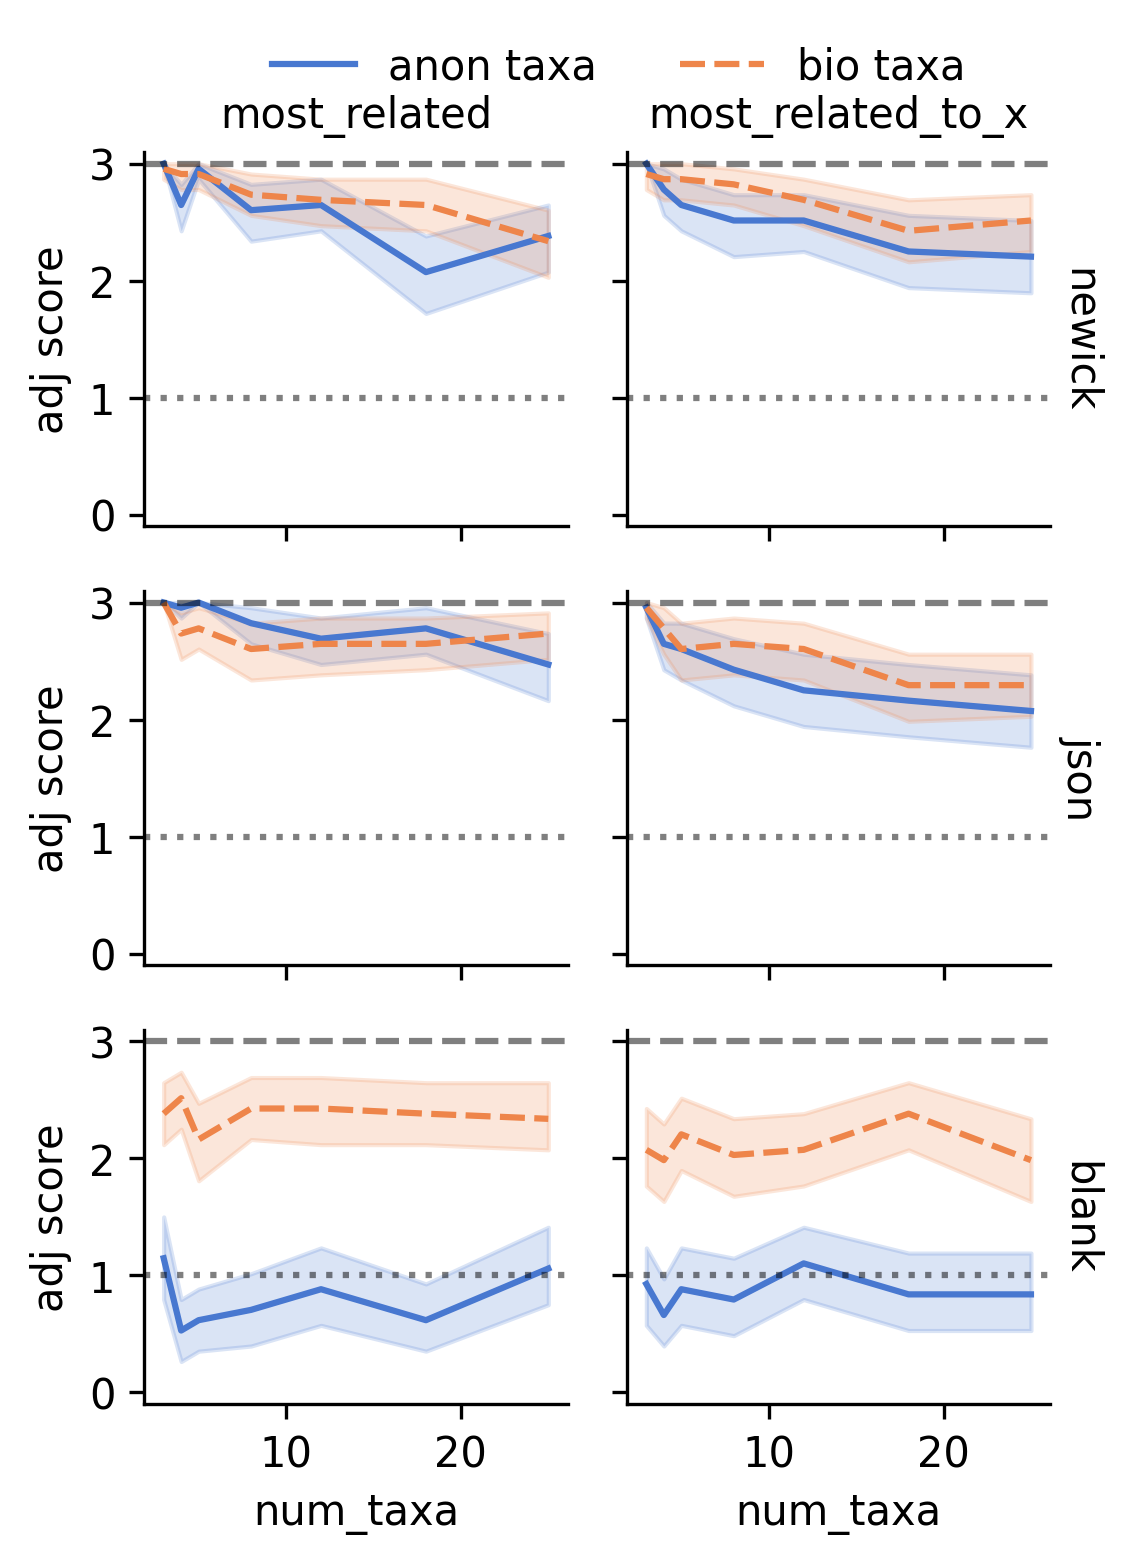 anon taxa bio taxa
most_related most_related_to_x
3
2
1
0
adj score
newick
3
2
1
0
adj score
json
3
2
1
0
adj score
blank
10 20 10 20
num_taxa num_taxa